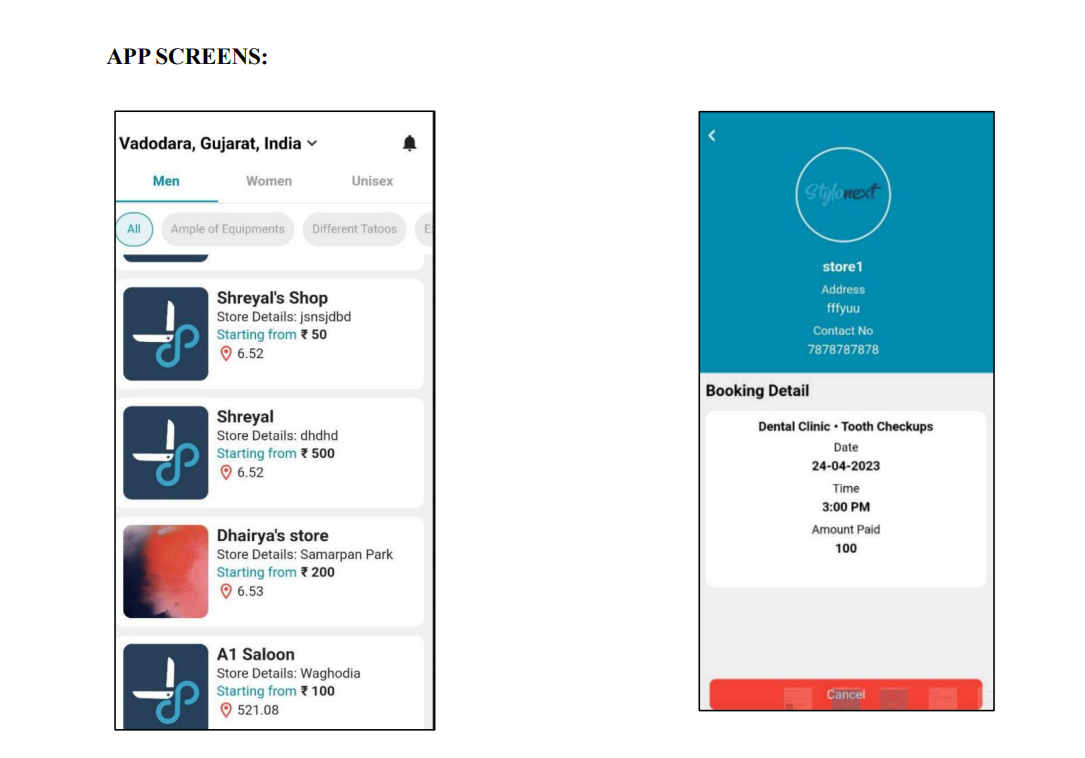 APP SCREENS:
Vadodara, Gujarat, India
Men Women Unisex
All Ample of Equipments Different Tatoos
Shreyal's Shop
Store Details: jsnsjdbd
Starting from ₹ 50
6.52
Shreyal
Store Details: dhdhd
Starting from ₹ 500
6.52
Dhairya's store
Store Details: Samarpan Park
Starting from ₹ 200
6.53
A1 Saloon
Store Details: Waghodia
Starting from ₹ 100
521.08
Stylonext
store1
Address
fffyuu
Contact No
7878787878
Booking Detail
Dental Clinic • Tooth Checkups
Date
24-04-2023
Time
3:00 PM
Amount Paid
100
Cancel